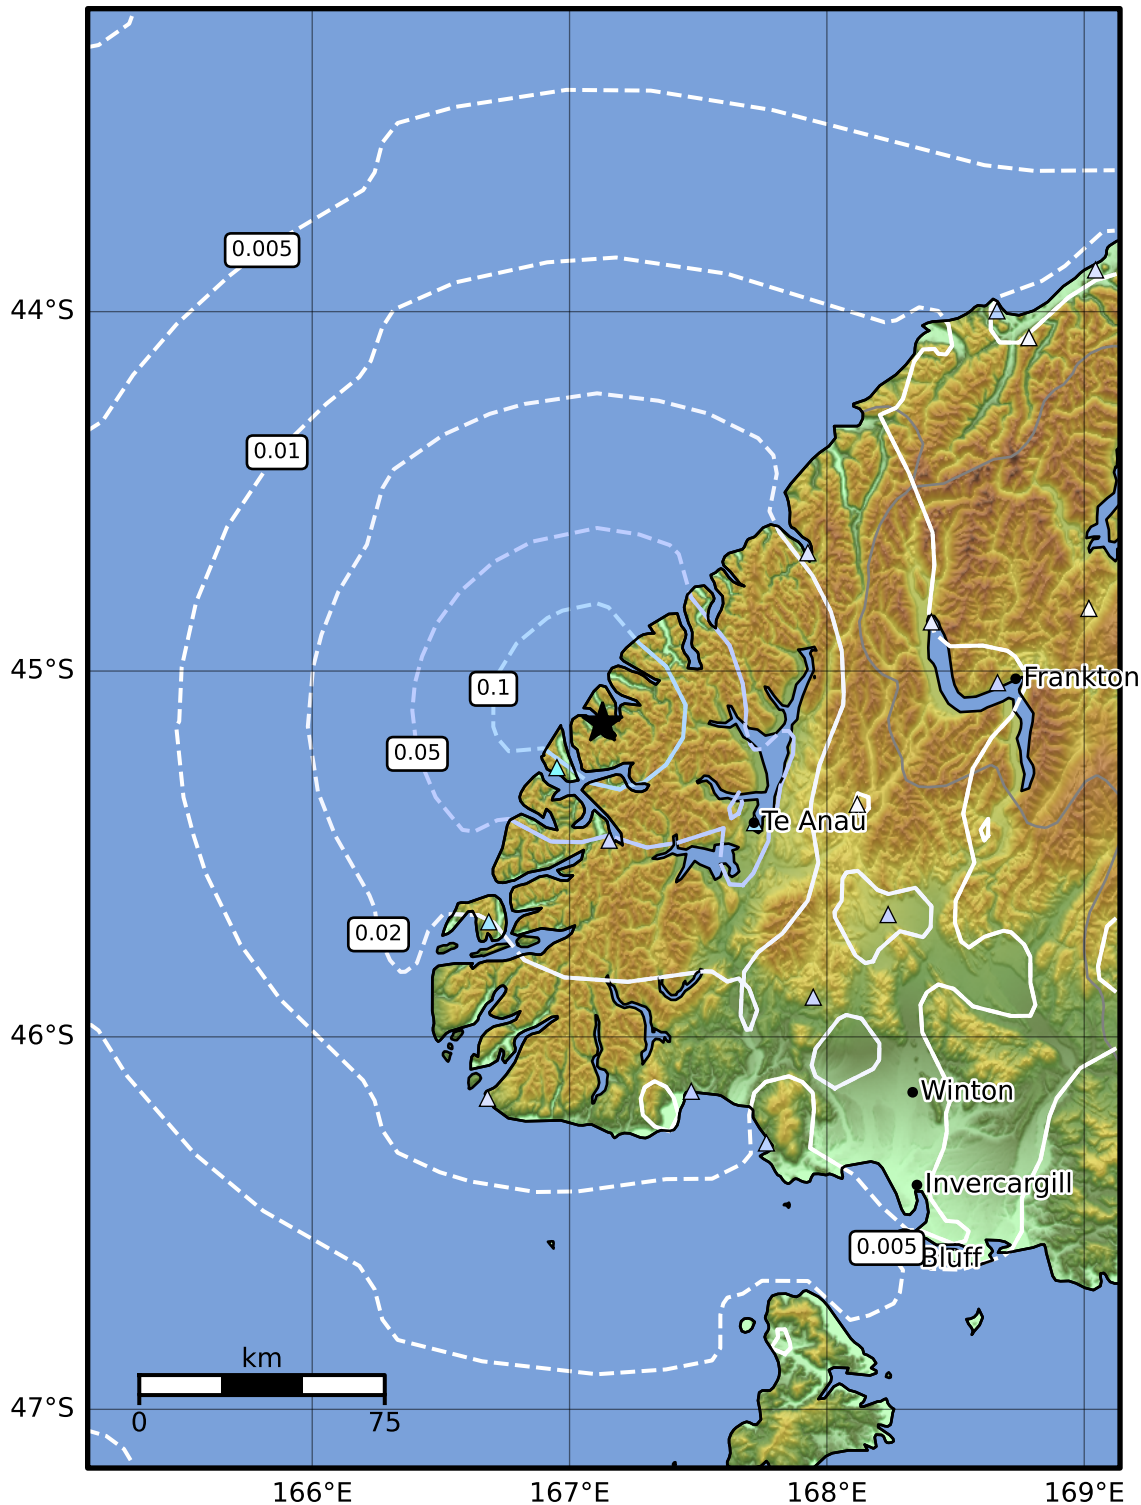 0.005
44°S
0.01
0.1
45°S
Frankton
0.05
Te Anau
0.02
46°S
Winton
Invercargill
0.005
Bluff
km
0 75
47°S
166°E 167°E 168°E 169°E